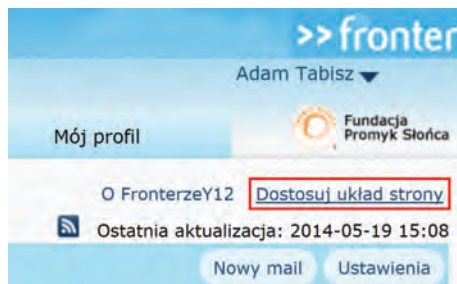 >>fronter
Adam Tabisz
Mój profil
Fundacja
Promyk Słońca
O FronterzeY12 Dostosuj układ strony
Ostatnia aktualizacja: 2014-05-19 15:08
Nowy mail Ustawienia